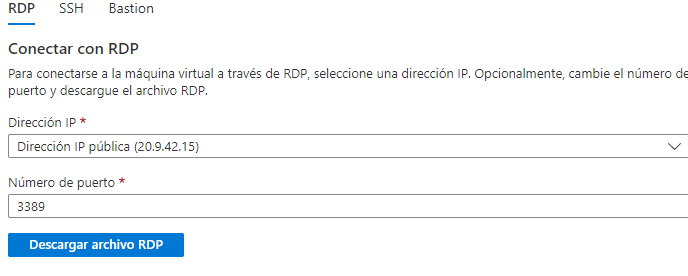 RDP SSH Bastion
Conectar con RDP
Para conectarse a la máquina virtual a través de RDP, seleccione una dirección IP. Opcionalmente, cambie el número de
puerto y descargue el archivo RDP.
Dirección IP *
Dirección IP pública (20.9.42.15)
Número de puerto *
3389
Descargar archivo RDP